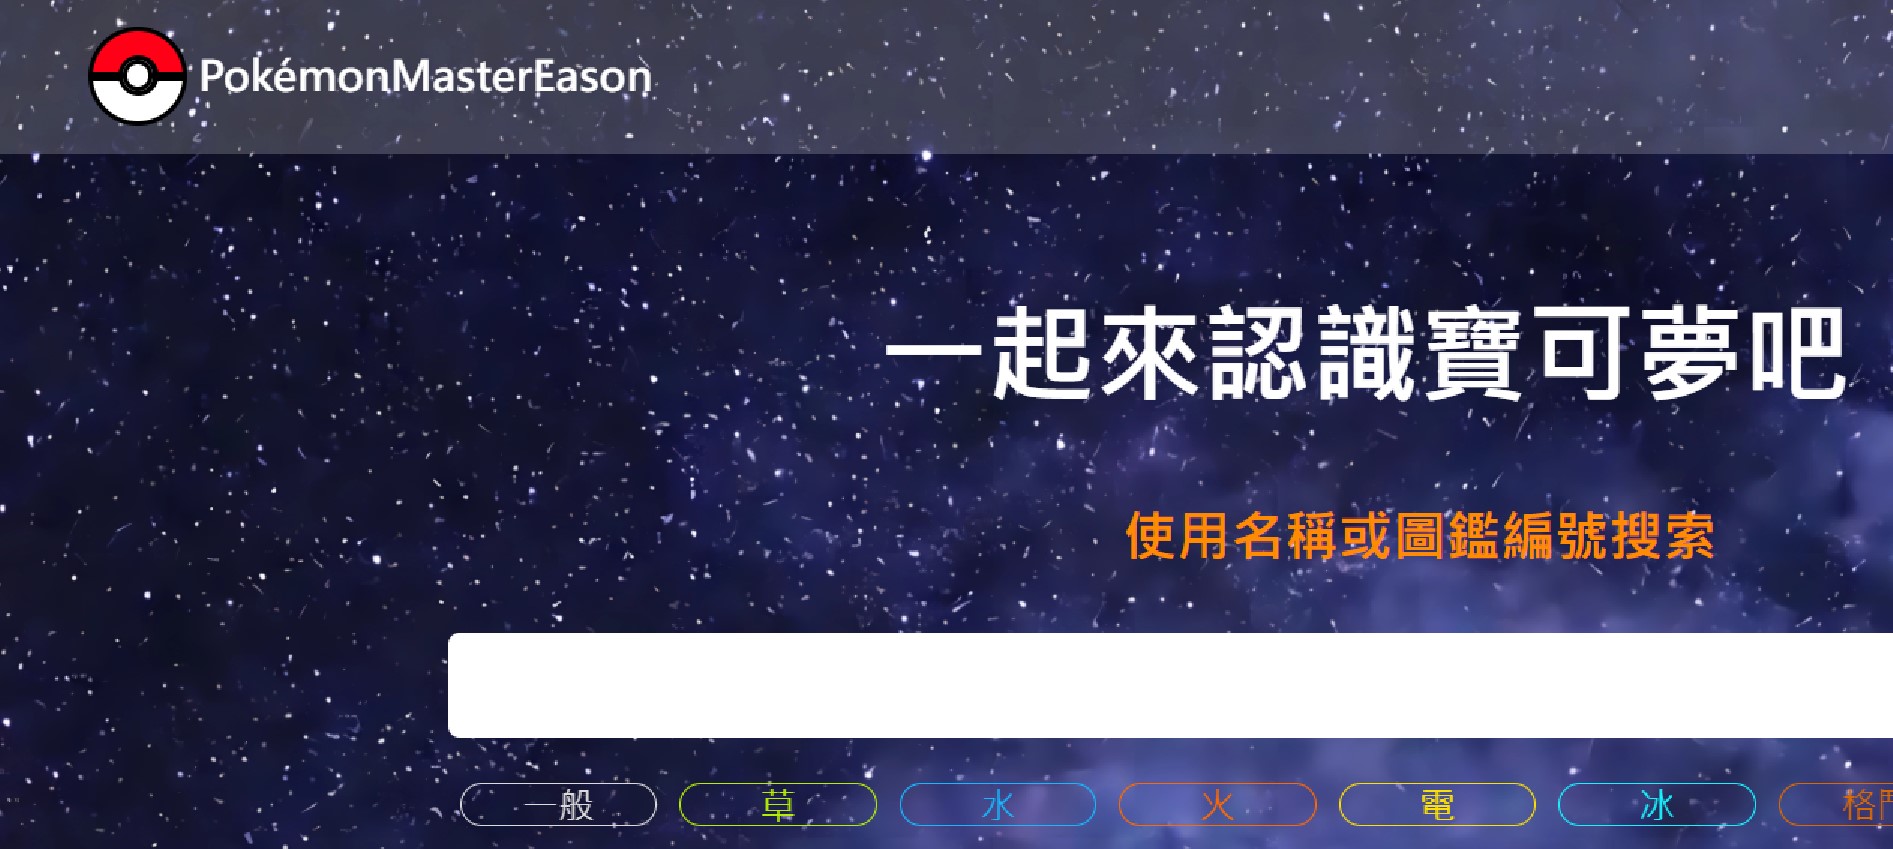 PokémonMasterEason
一起來認識寶可夢吧
使用名稱或圖鑑編號搜索
一般 草 水 火 電 冰 格